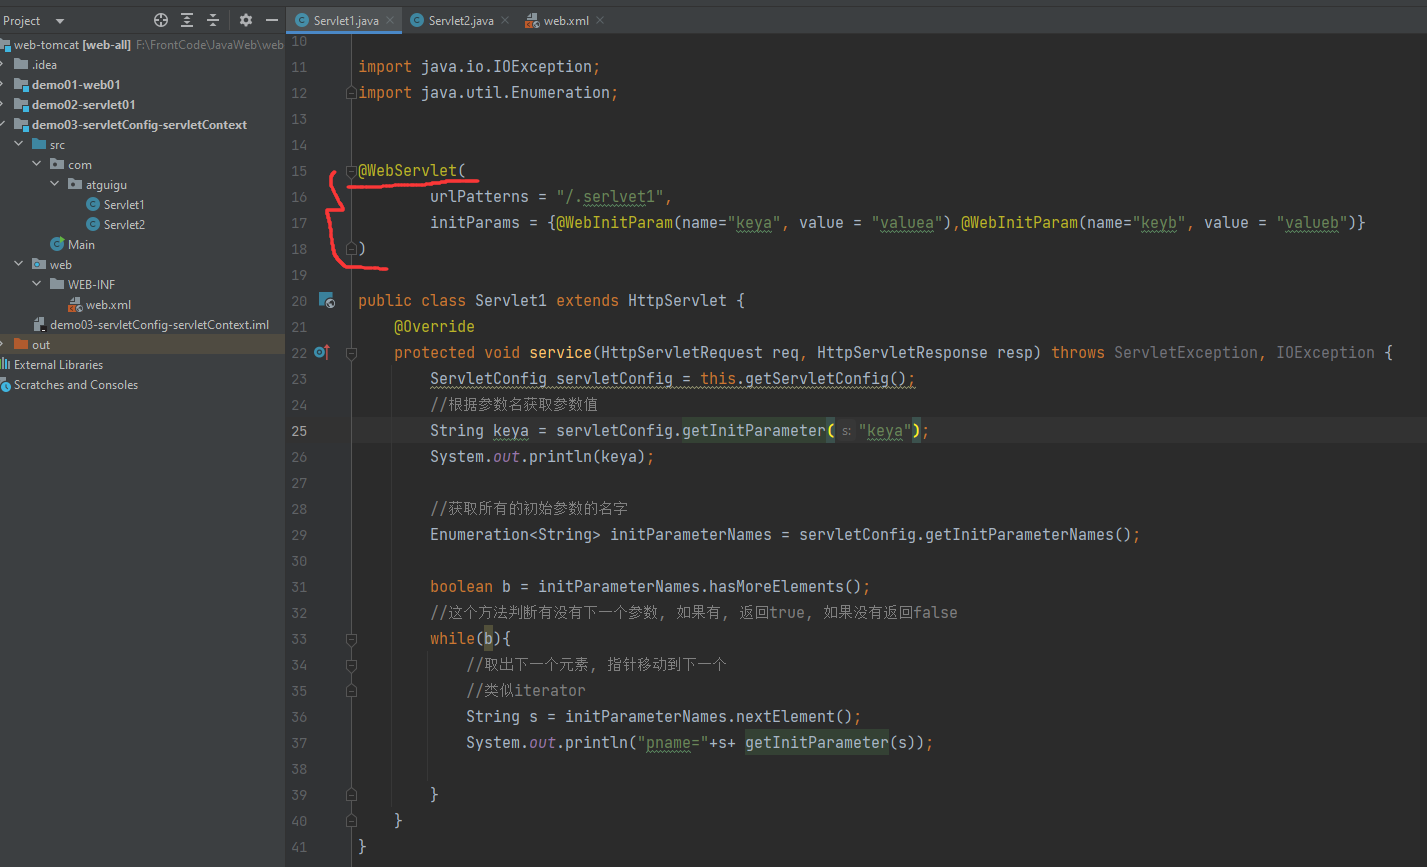 Project
Servlet1.java
Servlet2.java
web.xml
web-tomcat [web-all] F:\FrontCode\JavaWeb\web
.idea
demo01-web01
demo02-servlet01
demo03-servletConfig-servletContext
src
com
atguigu
Servlet1
Servlet2
Main
web
WEB-INF
web.xml
demo03-servletConfig-servletContext.iml
out
External Libraries
Scratches and Consoles
10
11 import java.io.IOException;
12 import java.util.Enumeration;
13
14
15 @WebServlet(
16 urlPatterns = "/.serlvet1",
17 initParams = {@WebInitParam(name="keya", value = "valuea"),@WebInitParam(name="keyb", value = "valueb")}
18 )
19
20 public class Servlet1 extends HttpServlet {
21 @Override
22 protected void service(HttpServletRequest req, HttpServletResponse resp) throws ServletException, IOException {
23 ServletConfig servletConfig = this.getServletConfig();
24 //根据参数名获取参数值
25 String keya = servletConfig.getInitParameter( s: "keya");
26 System.out.println(keya);
27
28 //获取所有的初始参数的名字
29 Enumeration<String> initParameterNames = servletConfig.getInitParameterNames();
30
31 boolean b = initParameterNames.hasMoreElements();
32 //这个方法判断有没有下一个参数, 如果有, 返回true, 如果没有返回false
33 while(b){
34 //取出下一个元素, 指针移动到下一个
35 //类似iterator
36 String s = initParameterNames.nextElement();
37 System.out.println("pname="+s+ getInitParameter(s));
38
39 }
40 }
41 }